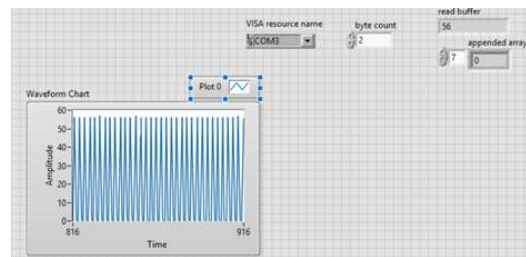 read buffer
VISA resource name
byte count
56
COM3
2
appended array
7
0
Plot 0
Waveform Chart
60
50
40
30
20
10
0
Amplitude
816
916
Time